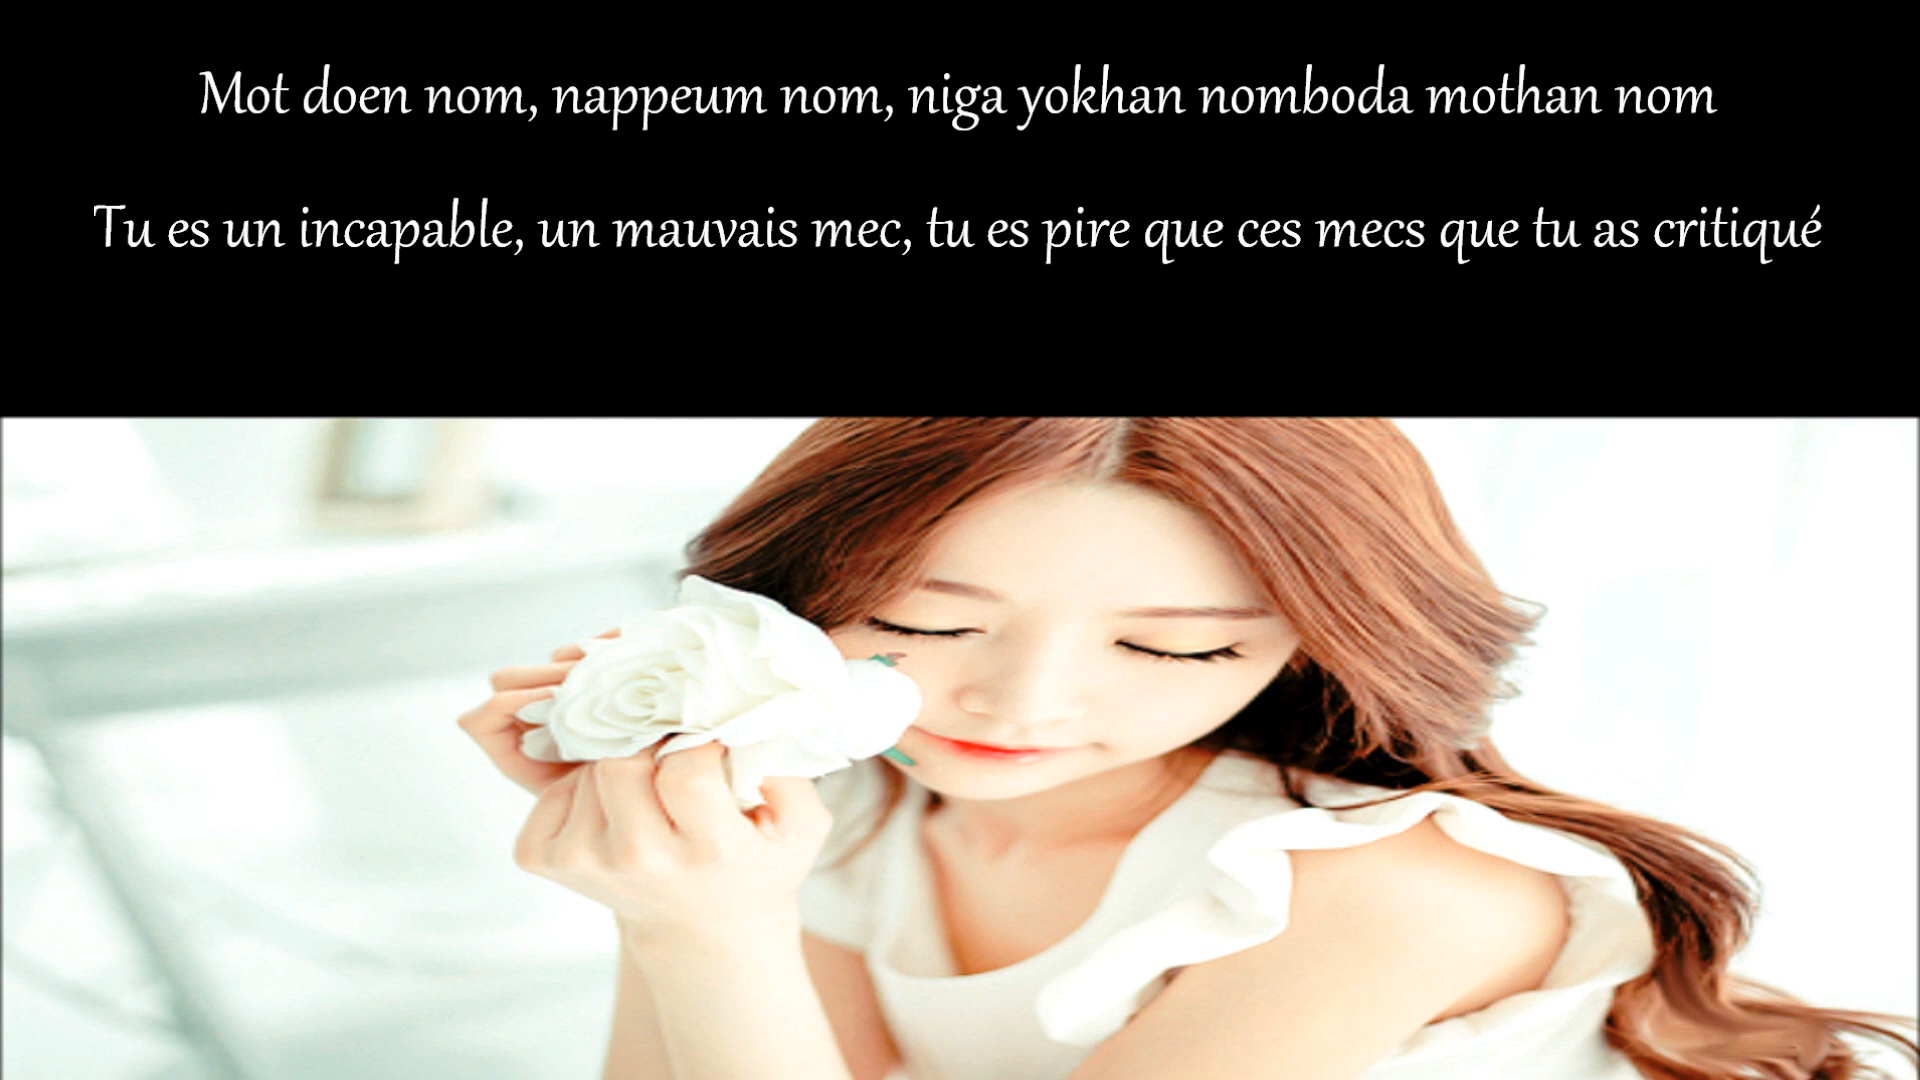 Mot doen nom, nappeum nom, niga yokhan nomboda mothan nom
Tu es un incapable, un mauvais mec, tu es pire que ces mecs que tu as critiqué